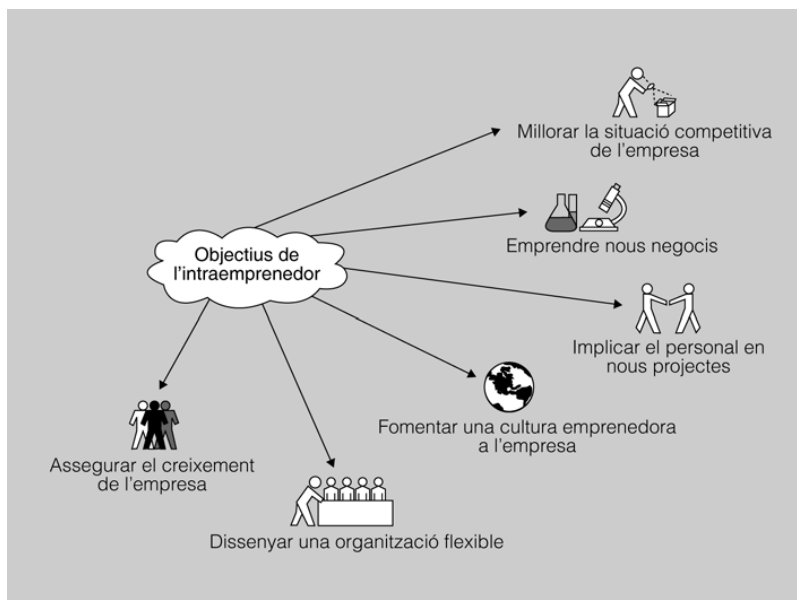 Millorar la situació competitiva
de l'empresa
Emprendre nous negocis
Objectius de
l'intraemprenedor
Implicar el personal en
nous projectes
Fomentar una cultura emprenedora
a l'empresa
Assegurar el creixement
de l'empresa
Dissenyar una organització flexible